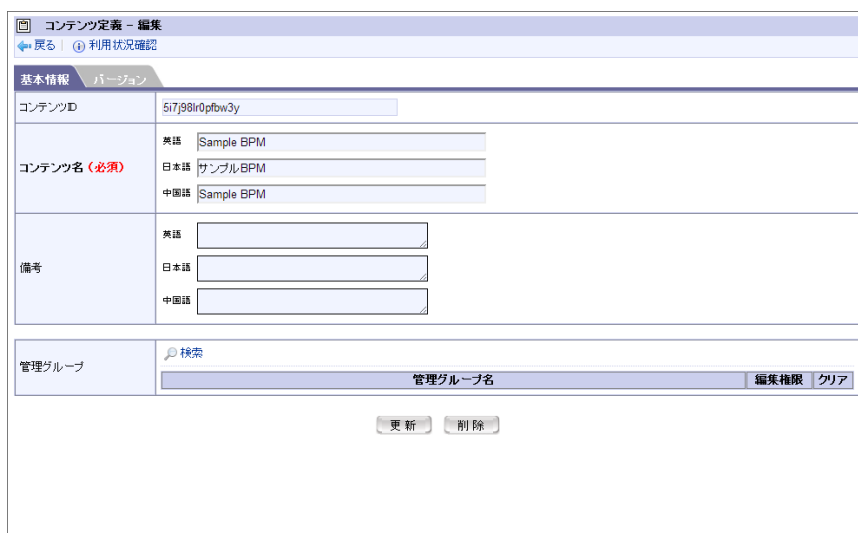 コンテンツ定義 - 編集
戻る | 利用状況確認
基本情報 バージョン
コンテンツID 5i7j98lr0pfbw3y
コンテンツ名(必須)
英語 Sample BPM
日本語 サンプルBPM
中国語 Sample BPM
備考
英語
日本語
中国語
管理グループ
検索
管理グループ名 編集権限 クリア
更新 削除